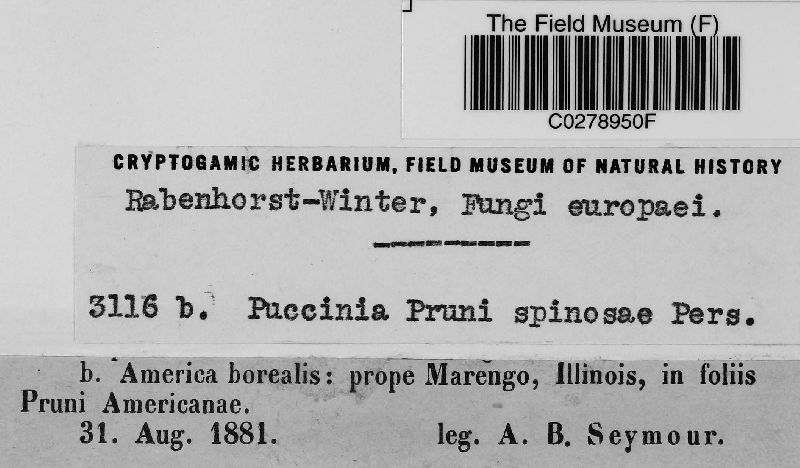 The Field Museum (F)
C0278950F
CRYPTOGAMIC HERBARIUM, FIELD MUSEUM OF NATURAL HISTORY
Rabenhorst-Winter, Fungi europaei.
3116 b. Puccinia Pruni spinosae Pers.
b. America borealis: prope Marengo, Illinois, in foliis
Pruni Americanae.
31. Aug. 1881. leg. A. B. Seymour.